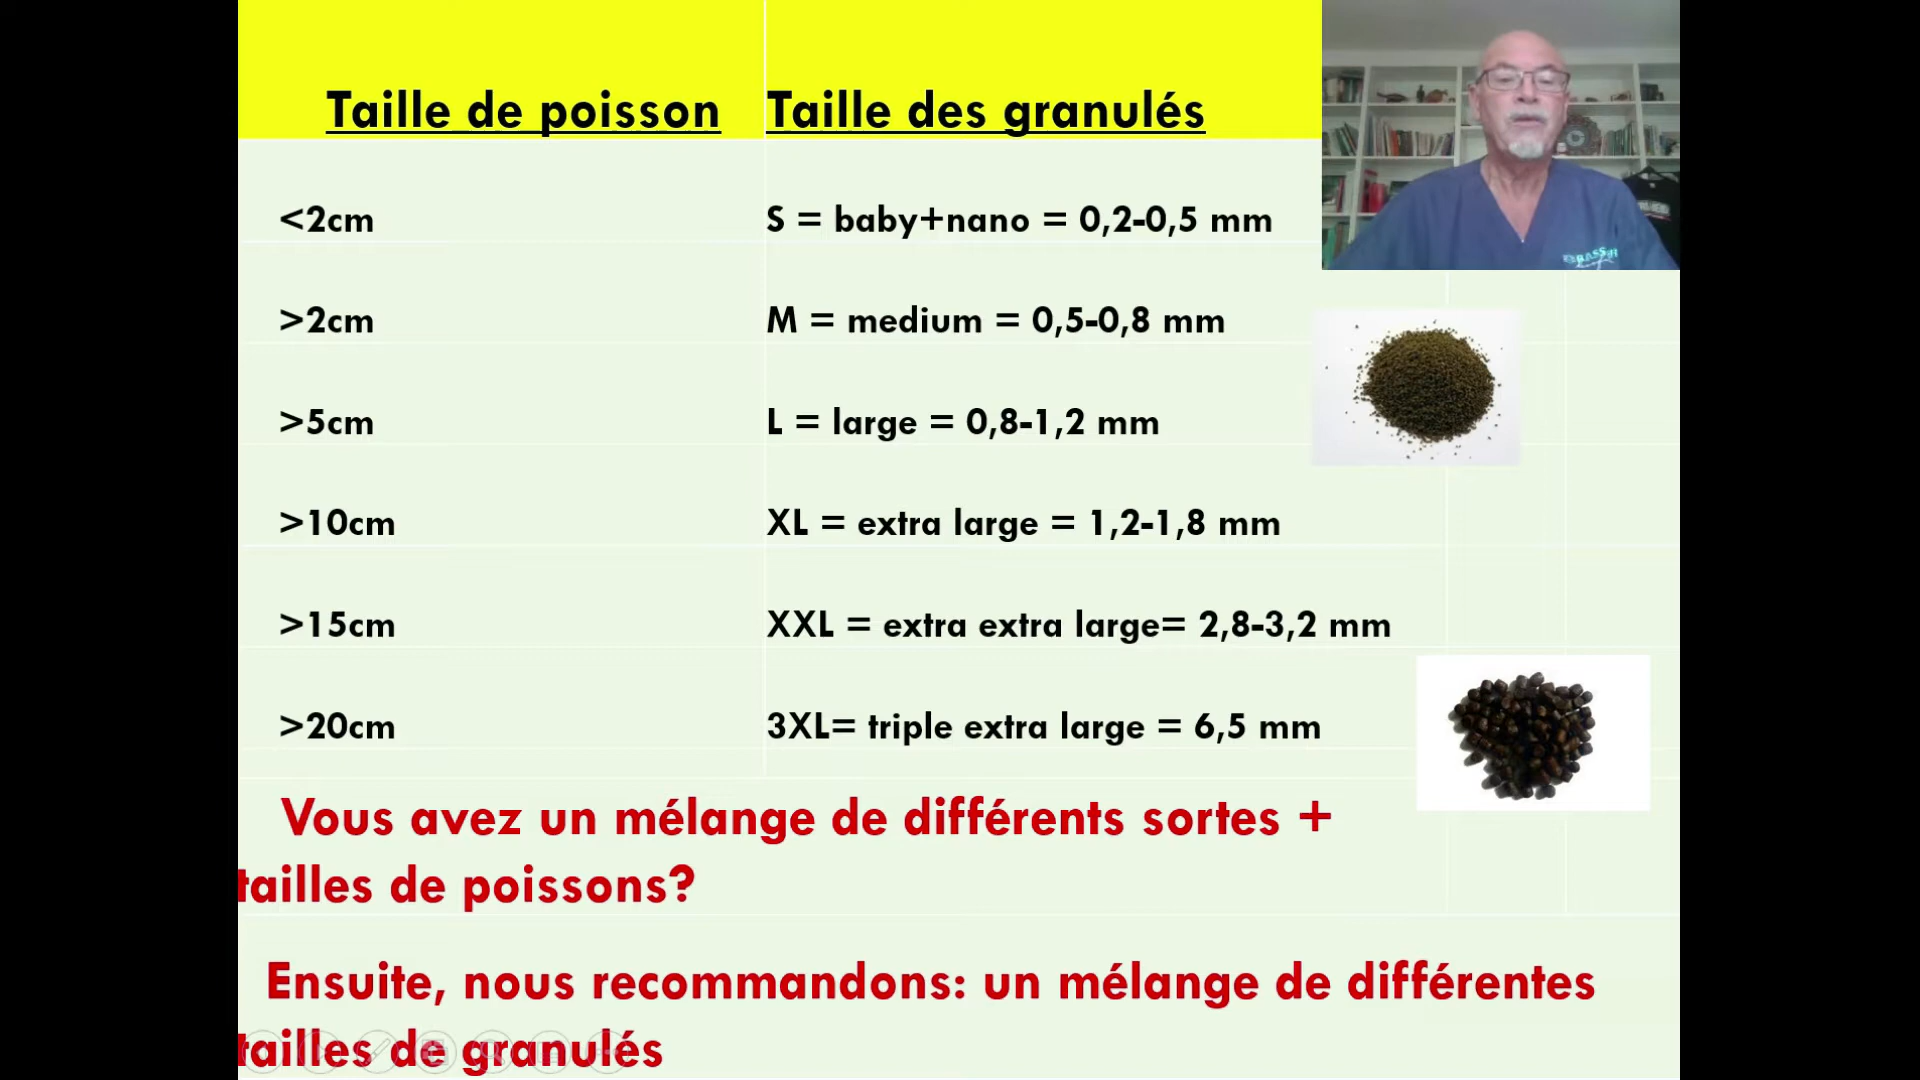 Taille de poisson Taille des granulés
<2cm S = baby+nano = 0,2-0,5 mm
>2cm M = medium = 0,5-0,8 mm
>5cm L = large = 0,8-1,2 mm
>10cm XL = extra large = 1,2-1,8 mm
>15cm XXL = extra extra large= 2,8-3,2 mm
>20cm 3XL= triple extra large = 6,5 mm
Vous avez un mélange de différents sortes +
tailles de poissons?
Ensuite, nous recommandons: un mélange de différentes
tailles de granulés